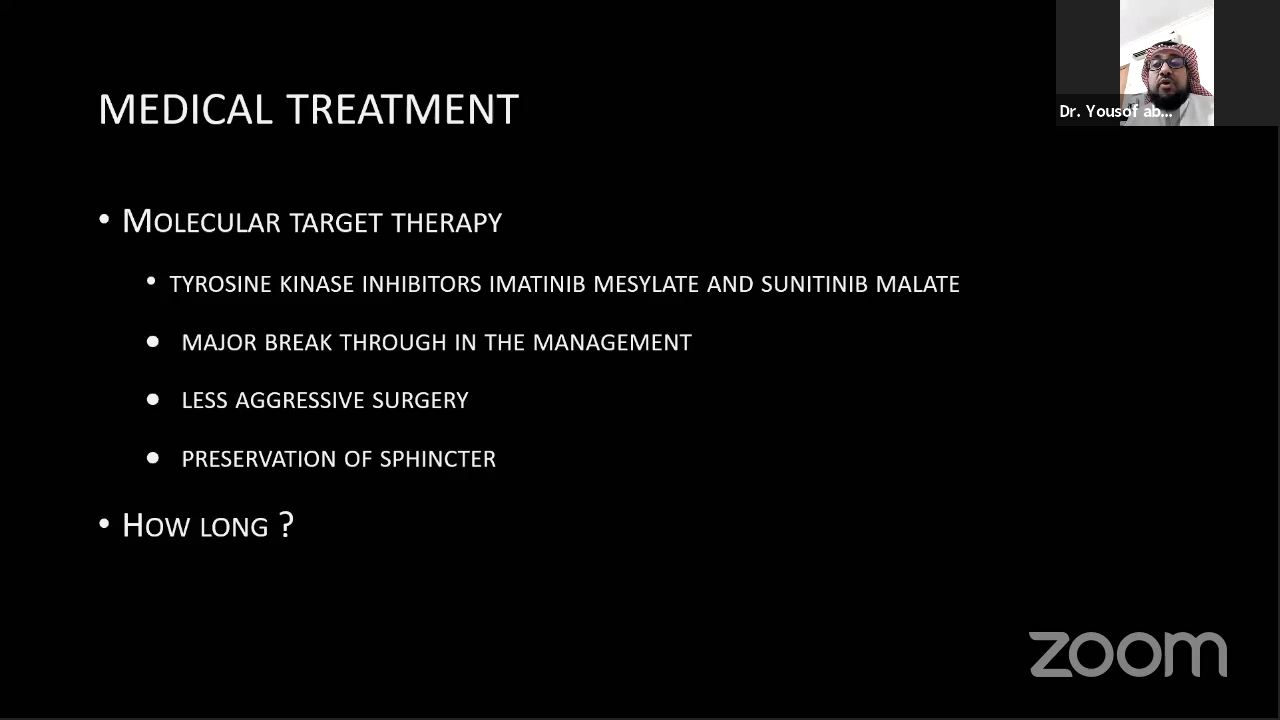 MEDICAL TREATMENT
Dr. Yousof ab...
• MOLECULAR TARGET THERAPY
• TYROSINE KINASE INHIBITORS IMATINIB MESYLATE AND SUNITINIB MALATE
● MAJOR BREAK THROUGH IN THE MANAGEMENT
● LESS AGGRESSIVE SURGERY
● PRESERVATION OF SPHINCTER
• HOW LONG ?
zoom